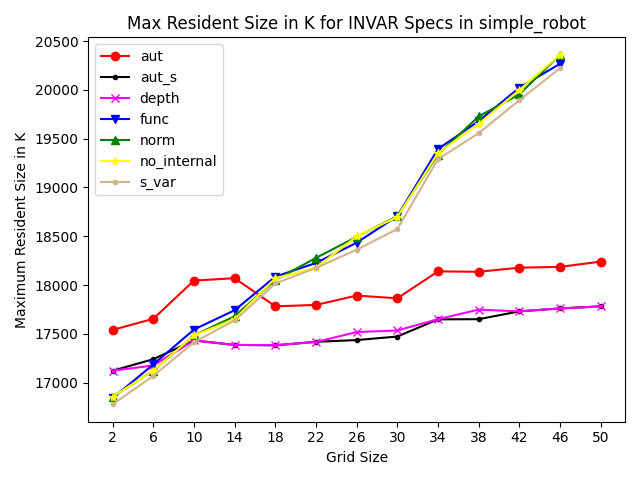 Max Resident Size in K for INVAR Specs in simple_robot
Maximum Resident Size in K
20500
20000
19500
19000
18500
18000
17500
17000
aut
aut_s
depth
func
norm
no_internal
s_var
2 6 10 14 18 22 26 30 34 38 42 46 50
Grid Size